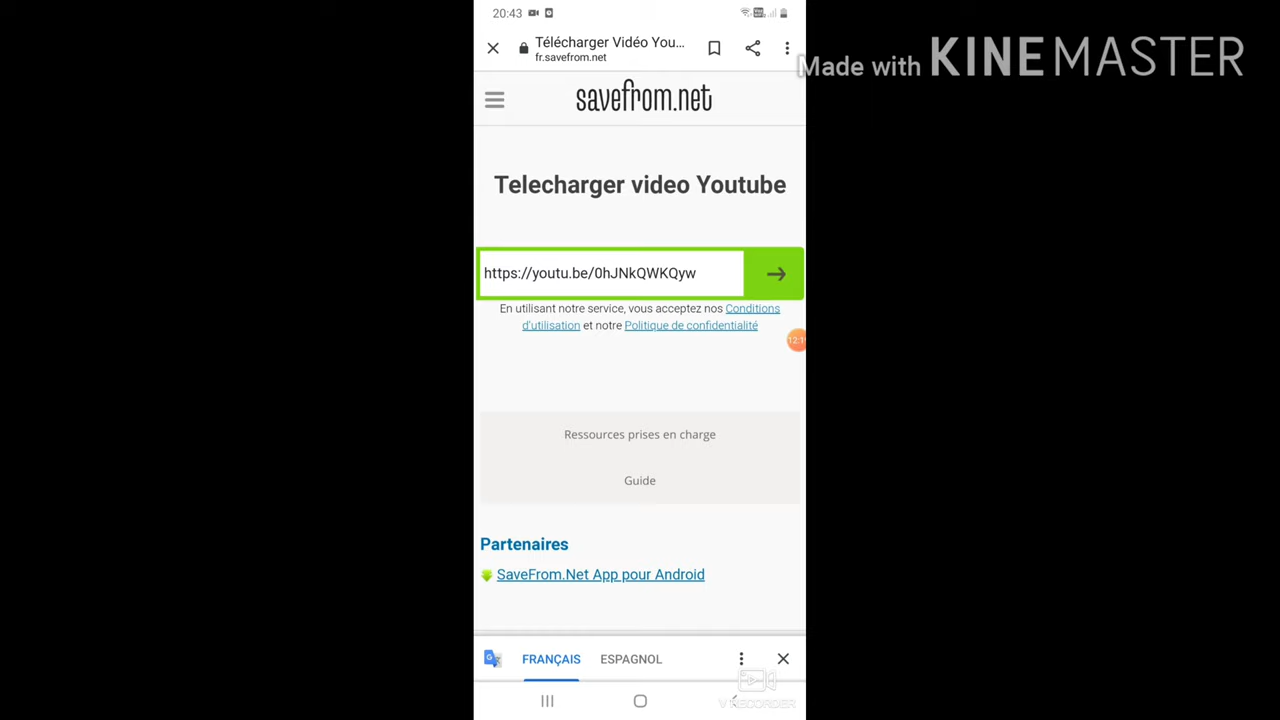 20:43
Télécharger Vidéo You...
fr.savefrom.net
Made with KINEMASTER
savefrom.net
Telecharger video Youtube
https://youtu.be/0hJNkQWKQyw
En utilisant notre service, vous acceptez nos Conditions
d'utilisation et notre Politique de confidentialité
Ressources prises en charge
Guide
Partenaires
SaveFrom.Net App pour Android
FRANÇAIS ESPAGNOL